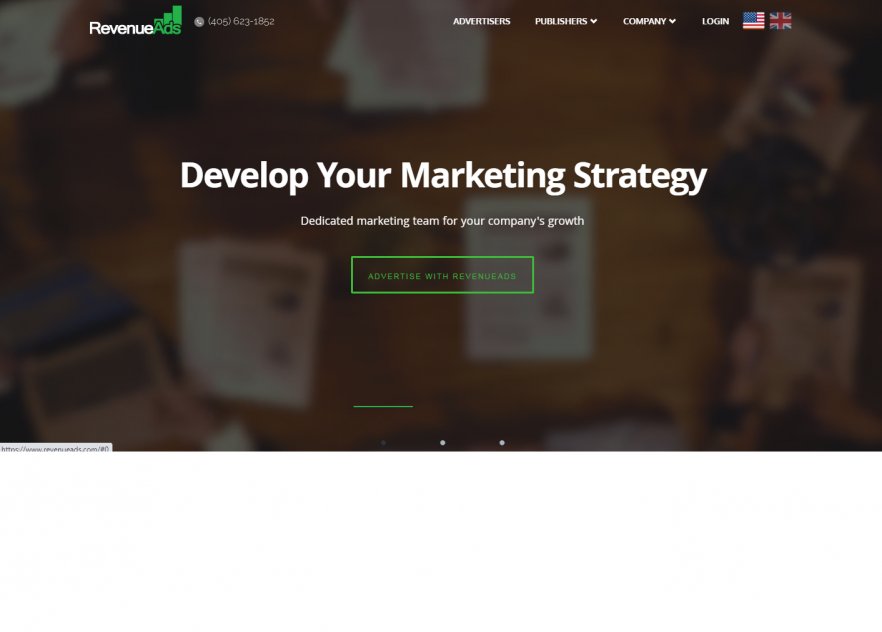 RevenueAds
(405) 623-1852
ADVERTISERS
PUBLISHERS
COMPANY
LOGIN
Develop Your Marketing Strategy
Dedicated marketing team for your company's growth
ADVERTISE WITH REVENUEADS
https://www.revenueads.com/#0